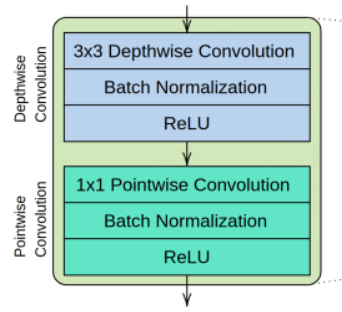 Depthwise
Convolution
3x3 Depthwise Convolution
Batch Normalization
ReLU
Pointwise
Convolution
1x1 Pointwise Convolution
Batch Normalization
ReLU